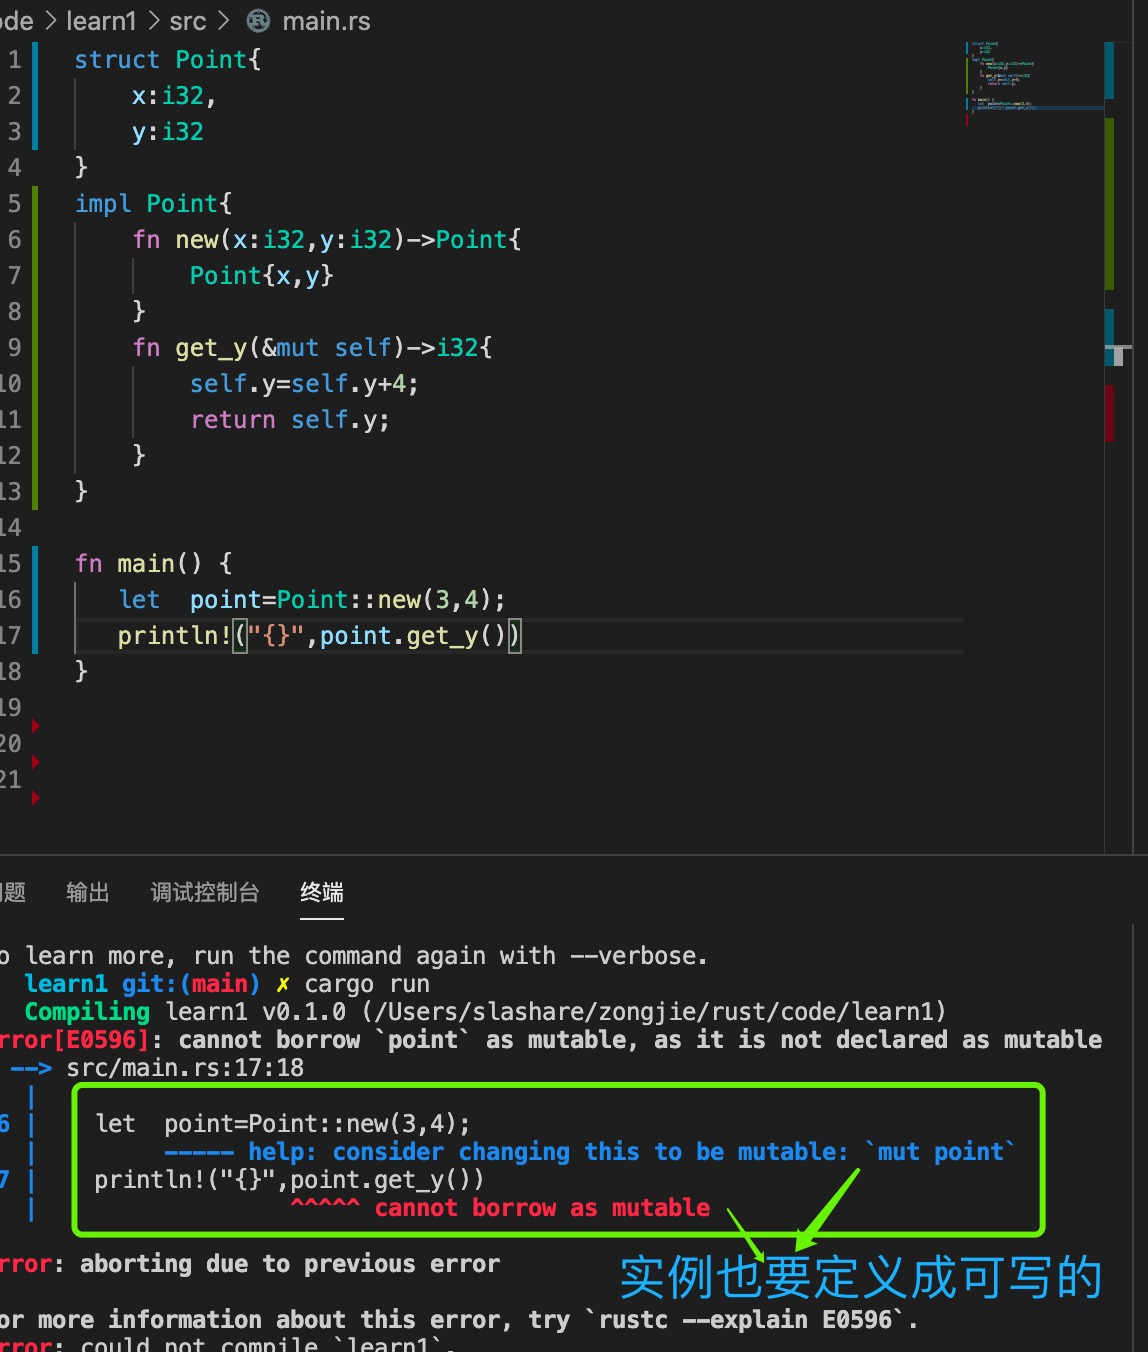 ode > learn1 > src > main.rs
1 struct Point{
2 x:i32,
3 y:i32
4 }
5 impl Point{
6 fn new(x:i32,y:i32)->Point{
7 Point{x,y}
8 }
9 fn get_y(&mut self)->i32{
10 self.y=self.y+4;
11 return self.y;
12 }
13 }
14
15 fn main() {
16 let  point=Point::new(3,4);
17 println!("{}",point.get_y())
18 }
19
20
21
题 输出 调试控制台 终端
o learn more, run the command again with --verbose.
learn1 git:(main) ✗ cargo run
Compiling learn1 v0.1.0 (/Users/slashare/zongjie/rust/code/learn1)
rror[E0596]: cannot borrow `point` as mutable, as it is not declared as mutable
--> src/main.rs:17:18
|
6 | let  point=Point::new(3,4);
| ----- help: consider changing this to be mutable: `mut point`
7 | println!("{}",point.get_y())
| ^^^^^ cannot borrow as mutable
rror: aborting due to previous error
实例也要定义成可写的
or more information about this error, try `rustc --explain E0596`.
rror: could not compile `learn1`.